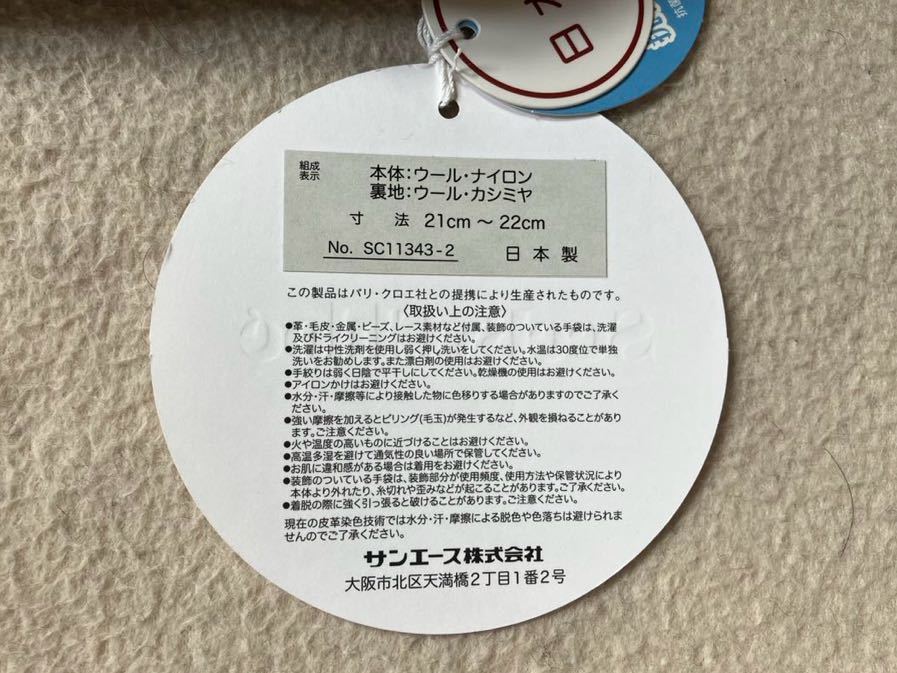 日
抗菌
組成
表示
本体：ウール・ナイロン
裏地：ウール・カシミヤ
寸 法 21cm ～ 22cm
No. SC11343-2 日本製
この製品はパリ・クロエ社との提携により生産されたものです。
〈取扱い上の注意〉
●革・毛皮・金属・ビーズ、レース素材など付属、装飾のついている手袋は、洗濯
及びドライクリーニングはお避けください。
●洗濯は中性洗剤を使用し弱く押し洗いをしてください。水温は30度位で単独
洗いをお勧めします。また漂白剤の使用はお避けください。
●手絞りは弱く日陰で平干しにしてください。乾燥機の使用はお避けください。
●アイロンかけはお避けください。
●水分・汗・摩擦等により接触した物に色移りする場合がありますのでご了承く
ださい。
●強い摩擦を加えるとピリング(毛玉)が発生するなど、外観を損ねることがあり
ます。ご注意ください。
●火や温度の高いものに近づけることはお避けください。
●高温多湿を避けて通気性の良い場所で保管してください。
●お肌に違和感がある場合は着用をお避けください。
●装飾のついている手袋は、装飾部分が使用頻度、使用方法や保管状況により
本体より外れたり、糸切れや歪みなどが起こることがあります。ご了承ください。
●着脱の際に強く引っ張ると破けることがあります。ご注意ください。
現在の皮革染色技術では水分・汗・摩擦による脱色や色落ちは避けられま
せんのでご了承ください。
サンエース株式会社
大阪市北区天満橋2丁目1番2号